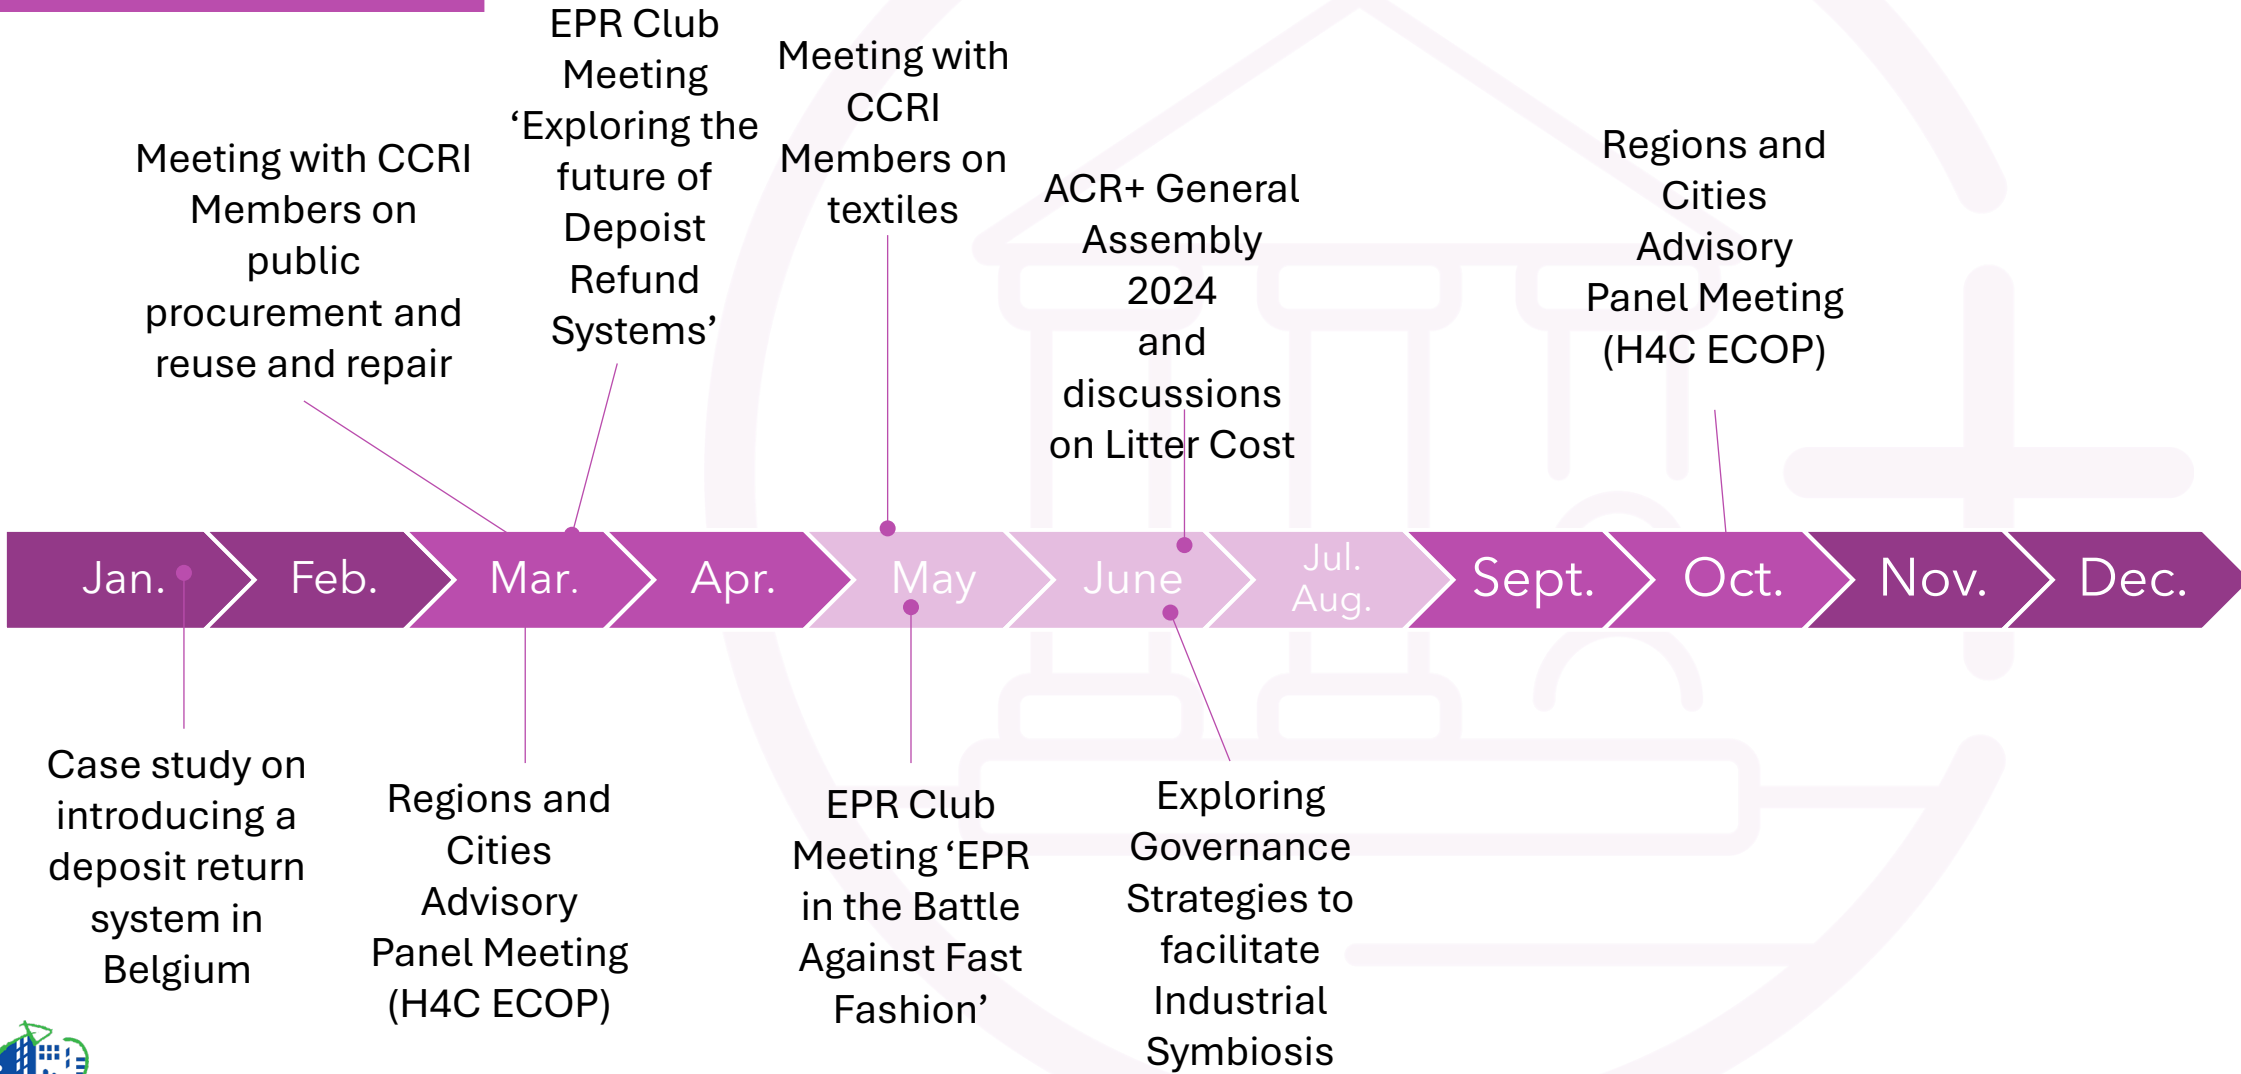 EPR Club
Meeting
‘Exploring the
future of
Depoist
Refund
Systems’
Meeting with
CCRI
Members on
textiles
Meeting with CCRI
Members on
public
procurement and
reuse and repair
ACR+ General
Assembly
2024
and
discussions
on Litter Cost
Regions and
Cities
Advisory
Panel Meeting
(H4C ECOP)
Jan.
Feb.
Mar.
Apr.
May
June
Jul.
Aug.
Sept.
Oct.
Nov.
Dec.
Case study on
introducing a
deposit return
system in
Belgium
Regions and
Cities
Advisory
Panel Meeting
(H4C ECOP)
EPR Club
Meeting ‘EPR
in the Battle
Against Fast
Fashion’
Exploring
Governance
Strategies to
facilitate
Industrial
Symbiosis